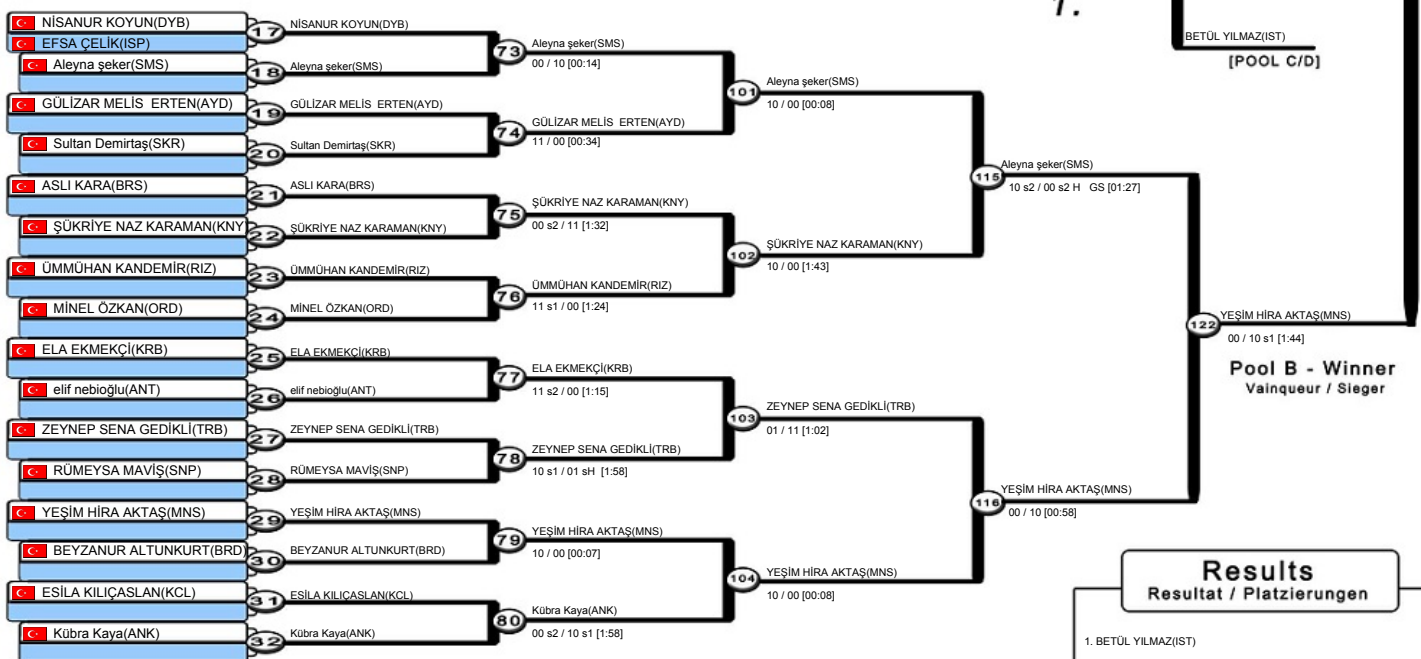 1.
BETÜL YILMAZ(IST)
[POOL C/D]
NİSANUR KOYUN(DYB)
EFSA ÇELİK(ISP)
17
NİSANUR KOYUN(DYB)
Aleyna şeker(SMS)
18
Aleyna şeker(SMS)
73
Aleyna şeker(SMS)
00 / 10 [00:14]
GÜLİZAR MELİS ERTEN(AYD)
19
GÜLİZAR MELİS ERTEN(AYD)
Sultan Demirtaş(SKR)
20
Sultan Demirtaş(SKR)
74
GÜLİZAR MELİS ERTEN(AYD)
11 / 00 [00:34]
101
Aleyna şeker(SMS)
10 / 00 [00:08]
ASLI KARA(BRS)
21
ASLI KARA(BRS)
ŞÜKRİYE NAZ KARAMAN(KNY)
22
ŞÜKRİYE NAZ KARAMAN(KNY)
75
ŞÜKRİYE NAZ KARAMAN(KNY)
00 s2 / 11 [1:32]
ÜMMÜHAN KANDEMİR(RIZ)
23
ÜMMÜHAN KANDEMİR(RIZ)
MİNEL ÖZKAN(ORD)
24
MİNEL ÖZKAN(ORD)
76
ÜMMÜHAN KANDEMİR(RIZ)
11 s1 / 00 [1:24]
102
ŞÜKRİYE NAZ KARAMAN(KNY)
10 / 00 [1:43]
115
Aleyna şeker(SMS)
10 s2 / 00 s2 H GS [01:27]
ELA EKMEKÇİ(KRB)
25
ELA EKMEKÇİ(KRB)
elif nebioğlu(ANT)
26
elif nebioğlu(ANT)
77
ELA EKMEKÇİ(KRB)
11 s2 / 00 [1:15]
ZEYNEP SENA GEDİKLİ(TRB)
27
ZEYNEP SENA GEDİKLİ(TRB)
RÜMEYSA MAVİŞ(SNP)
28
RÜMEYSA MAVİŞ(SNP)
78
ZEYNEP SENA GEDİKLİ(TRB)
10 s1 / 01 sH [1:58]
103
ZEYNEP SENA GEDİKLİ(TRB)
01 / 11 [1:02]
YEŞİM HİRA AKTAŞ(MNS)
29
YEŞİM HİRA AKTAŞ(MNS)
BEYZANUR ALTUNKURT(BRD)
30
BEYZANUR ALTUNKURT(BRD)
79
YEŞİM HİRA AKTAŞ(MNS)
10 / 00 [00:07]
ESİLA KILIÇASLAN(KCL)
31
ESİLA KILIÇASLAN(KCL)
Kübra Kaya(ANK)
32
Kübra Kaya(ANK)
80
Kübra Kaya(ANK)
00 s2 / 10 s1 [1:58]
104
YEŞİM HİRA AKTAŞ(MNS)
10 / 00 [00:08]
116
YEŞİM HİRA AKTAŞ(MNS)
00 / 10 [00:58]
122
YEŞİM HİRA AKTAŞ(MNS)
00 / 10 s1 [1:44]
Pool B - Winner
Vainqueur / Sieger
Results
Resultat / Platzierungen
1. BETÜL YILMAZ(IST)